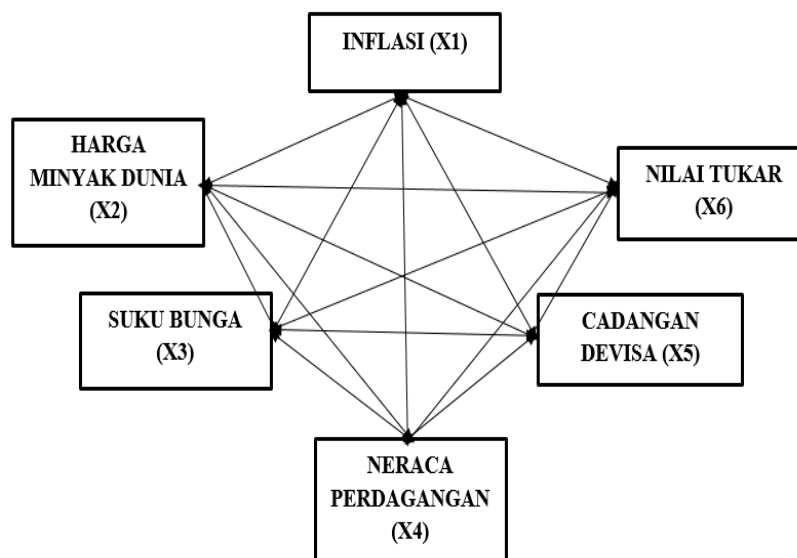 INFLASI (X1)
HARGA
MINYAK DUNIA
(X2)
NILAI TUKAR
(X6)
SUKU BUNGA
(X3)
CADANGAN
DEVISA (X5)
NERACA
PERDAGANGAN
(X4)